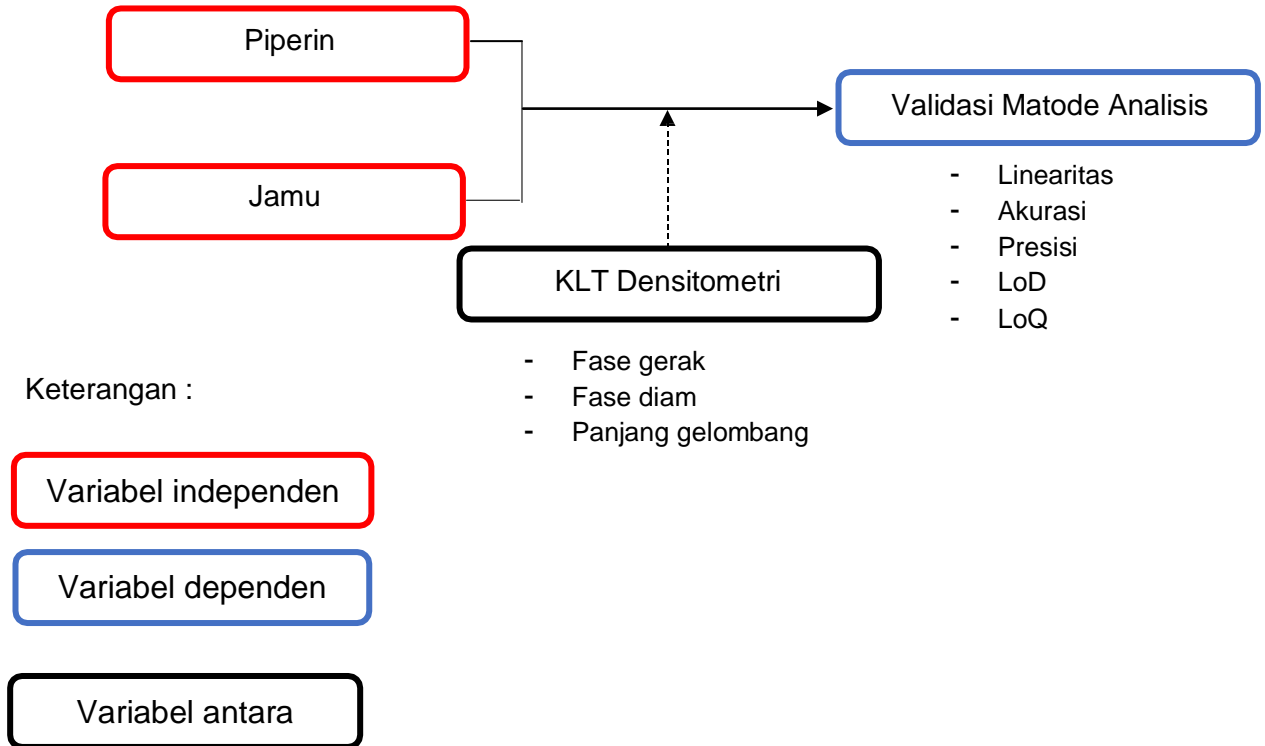 Piperin
Validasi Matode Analisis
Jamu
- Linearitas
- Akurasi
- Presisi
- LoD
- LoQ
KLT Densitometri
- Fase gerak
- Fase diam
- Panjang gelombang
Keterangan :
Variabel independen
Variabel dependen
Variabel antara